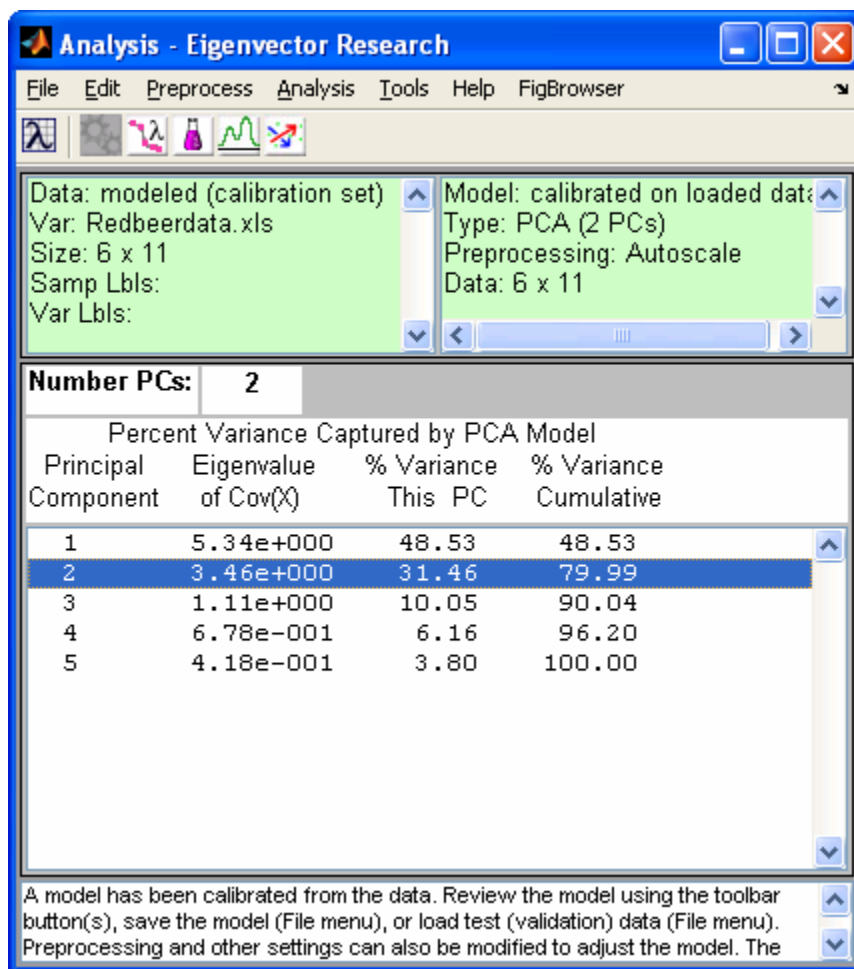 Analysis - Eigenvector Research
File Edit Preprocess Analysis Tools Help FigBrowser
Data: modeled (calibration set)
Var: Redbeerdata.xls
Size: 6 x 11
Samp Lbls:
Var Lbls:
Model: calibrated on loaded data
Type: PCA (2 PCs)
Preprocessing: Autoscale
Data: 6 x 11
Number PCs: 2
Percent Variance Captured by PCA Model
Principal Eigenvalue % Variance % Variance
Component of Cov(X) This PC Cumulative
1 5.34e+000 48.53 48.53
2 3.46e+000 31.46 79.99
3 1.11e+000 10.05 90.04
4 6.78e-001 6.16 96.20
5 4.18e-001 3.80 100.00
A model has been calibrated from the data. Review the model using the toolbar
button(s), save the model (File menu), or load test (validation) data (File menu).
Preprocessing and other settings can also be modified to adjust the model. The